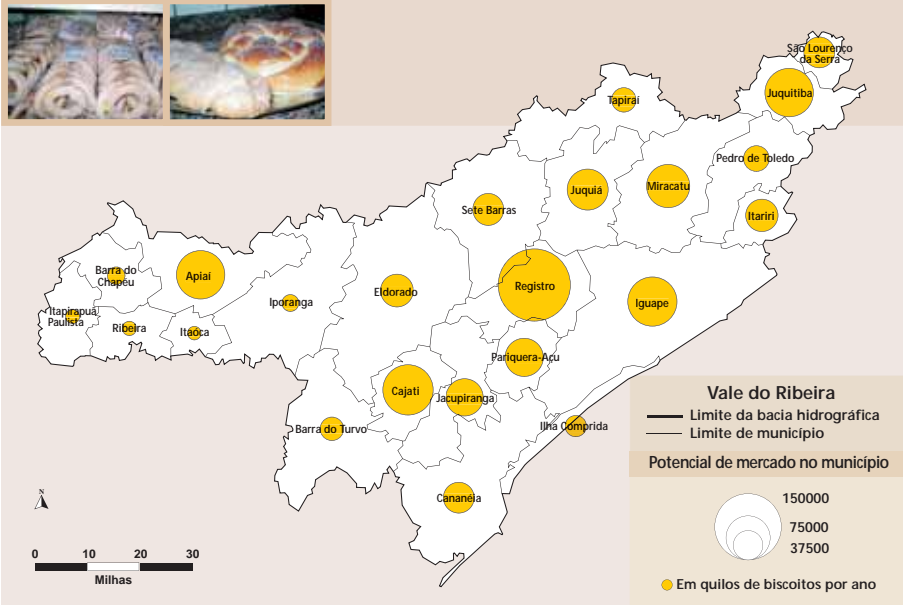 São Lourenço
da Serra
Juquitiba
Tapiraí
Pedro de Toledo
Juquiá
Miracatu
Sete Barras
Itariri
Barra do
Chapéu
Apiaí
Registro
Eldorado
Iporanga
Iguape
Itapirapuã
Paulista
Ribeira
Itaoca
Pariquera-Açu
Cajati
Jacupiranga
Barra do Turvo
Ilha Comprida
Cananéia
Vale do Ribeira
Limite da bacia hidrográfica
Limite de município
Potencial de mercado no município
150000
75000
37500
Em quilos de biscoitos por ano
N
0 10 20 30
Milhas